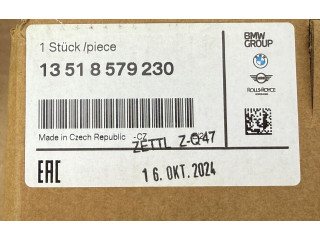 1 Stück/piece
BMW
GROUP
13 51 8 579 230
ROLLS-ROYCE
Made in Czech Republic -CZ
ZETTL Z-Q47
EAC
16. OKT. 2024